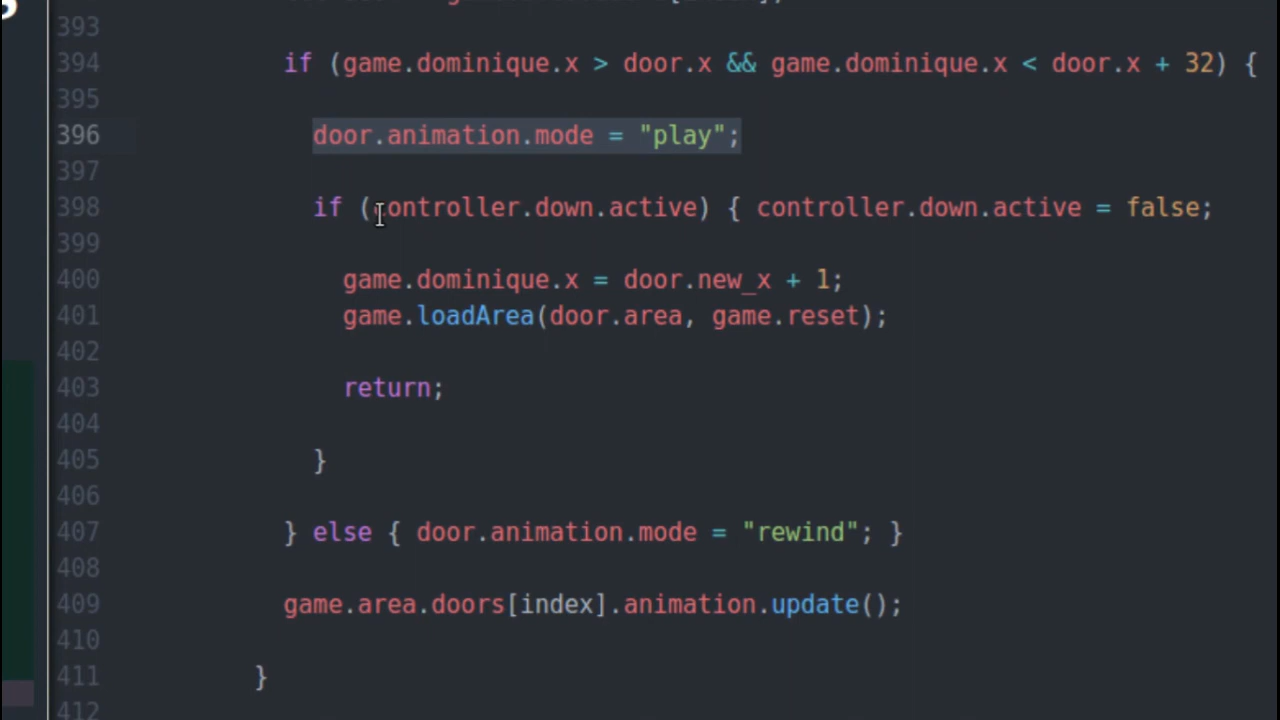 393
394 if (game.dominique.x > door.x && game.dominique.x < door.x + 32) {
395
396 door.animation.mode = "play";
397
398 if (controller.down.active) { controller.down.active = false;
399
400 game.dominique.x = door.new_x + 1;
401 game.loadArea(door.area, game.reset);
402
403 return;
404
405 }
406
407 } else { door.animation.mode = "rewind"; }
408
409 game.area.doors[index].animation.update();
410
411 }
412